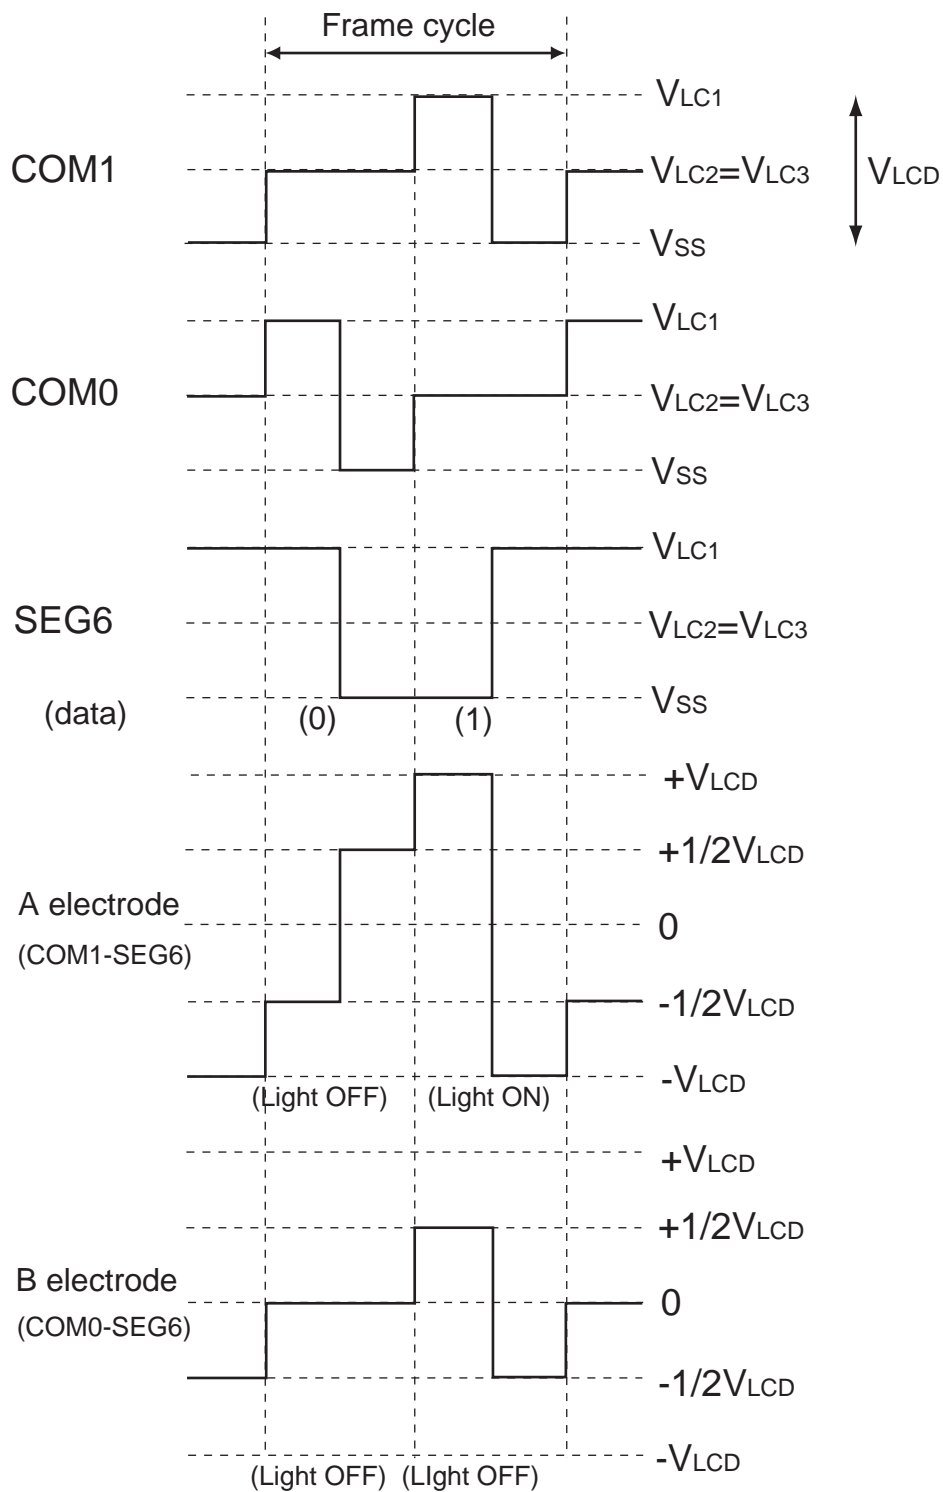 Frame cycle
VLC1
COM1
VLC2=VLC3
VLCD
VSS
VLC1
COM0
VLC2=VLC3
VSS
VLC1
SEG6
VLC2=VLC3
VSS
(data)
(0)
(1)
+VLCD
+1/2VLCD
A electrode
0
(COM1-SEG6)
-1/2VLCD
-VLCD
(Light OFF)
(Light ON)
+VLCD
+1/2VLCD
B electrode
0
(COM0-SEG6)
-1/2VLCD
-VLCD
(Light OFF)
(LIght OFF)